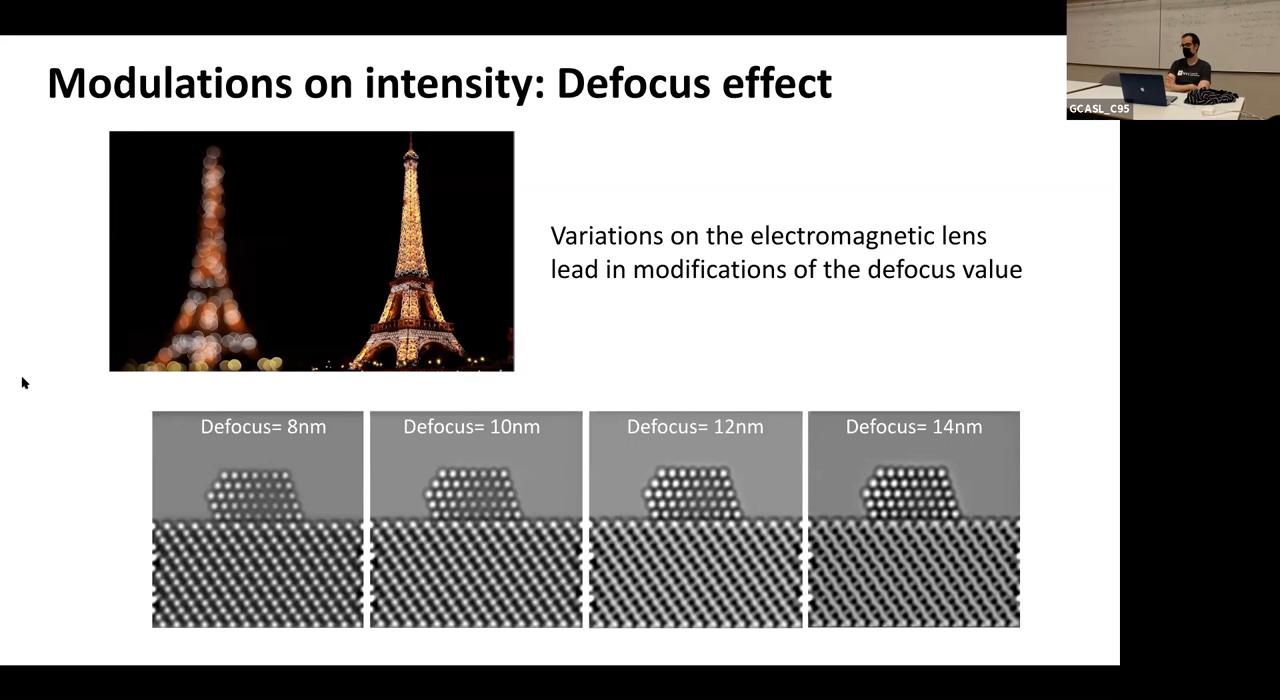 Modulations on intensity: Defocus effect
GCASL_C95
Variations on the electromagnetic lens
lead in modifications of the defocus value
Defocus= 8nm
Defocus= 10nm
Defocus= 12nm
Defocus= 14nm